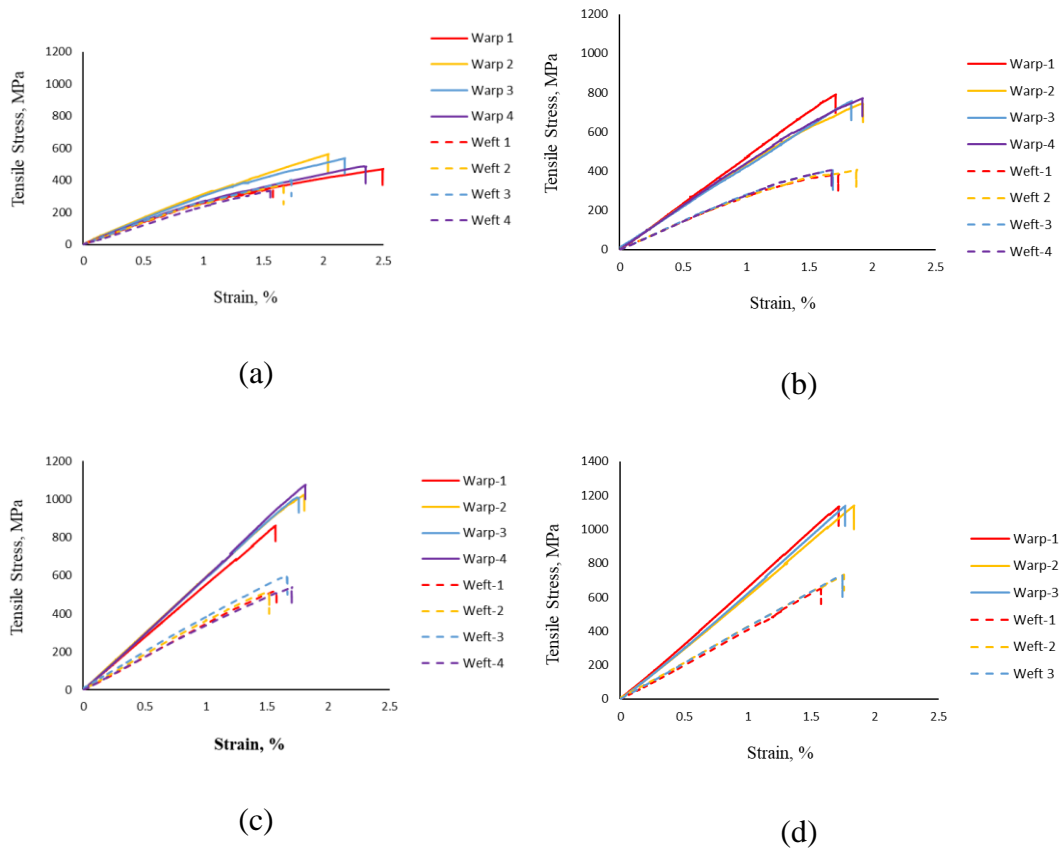 1200
1000
800
600
400
200
0
0 0.5 1 1.5 2 2.5
Tensile Stress, MPa
Strain, %
Warp 1
Warp 2
Warp 3
Warp 4
Weft 1
Weft 2
Weft 3
Weft 4
(a)
1200
1000
800
600
400
200
0
0 0.5 1 1.5 2 2.5
Tensile Stress, MPa
Strain, %
Warp-1
Warp-2
Warp-3
Warp-4
Weft-1
Weft 2
Weft-3
Weft-4
(b)
1200
1000
800
600
400
200
0
0 0.5 1 1.5 2 2.5
Tensile Stress, MPa
Strain, %
Warp-1
Warp-2
Warp-3
Warp-4
Weft-1
Weft-2
Weft-3
Weft-4
(c)
1400
1200
1000
800
600
400
200
0
0 0.5 1 1.5 2 2.5
Tensile Stress, MPa
Strain, %
Warp-1
Warp-2
Warp-3
Weft-1
Weft-2
Weft 3
(d)